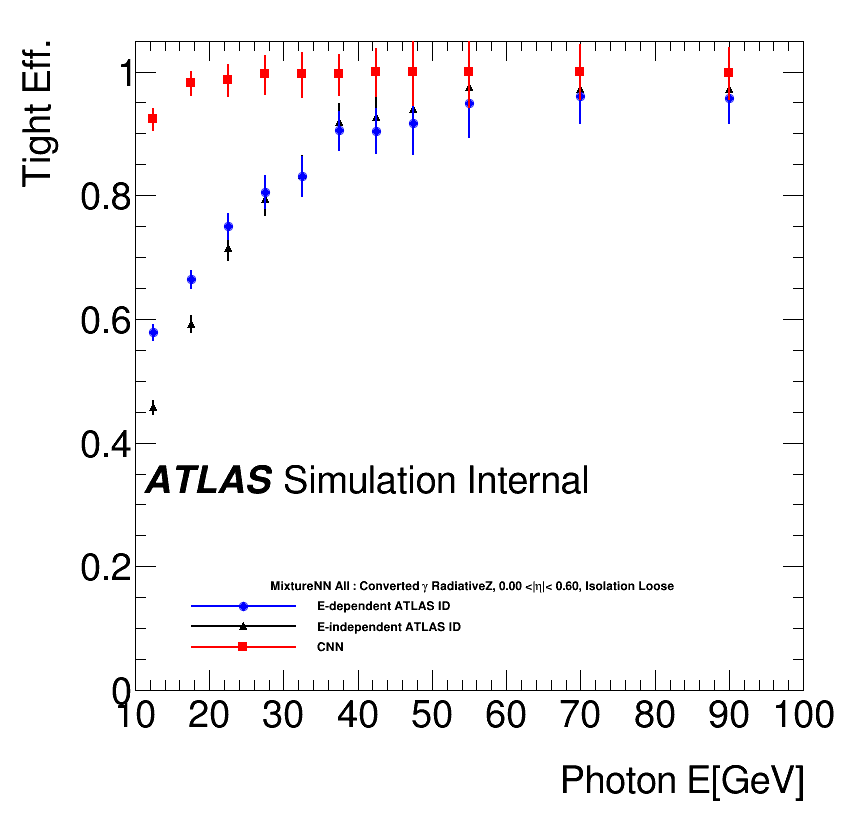 Tight Eff.
1
0.8
0.6
0.4
ATLAS Simulation Internal
0.2
MixtureNN All : Converted γ RadiativeZ, 0.00 <|η|< 0.60, Isolation Loose
E-dependent ATLAS ID
E-independent ATLAS ID
CNN
0
10 20 30 40 50 60 70 80 90 100
Photon E[GeV]